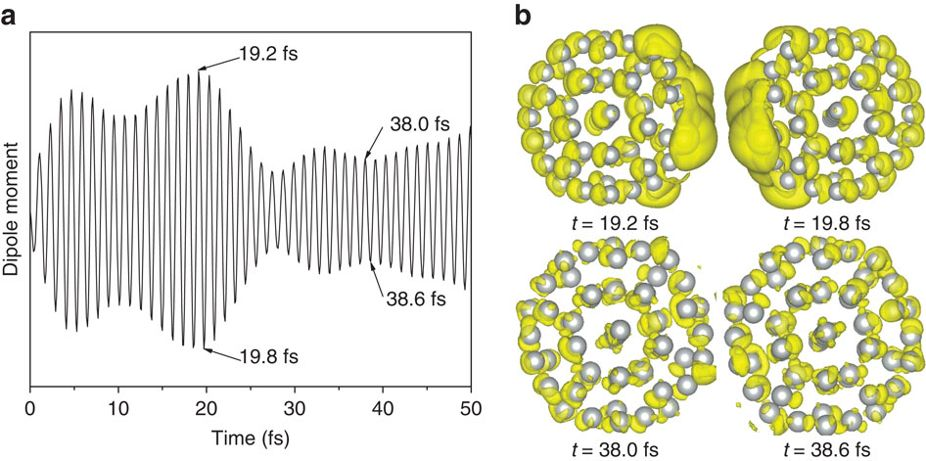 a
Dipole moment
19.2 fs
38.0 fs
38.6 fs
19.8 fs
0 10 20 30 40 50
Time (fs)
b
t = 19.2 fs t = 19.8 fs
t = 38.0 fs t = 38.6 fs